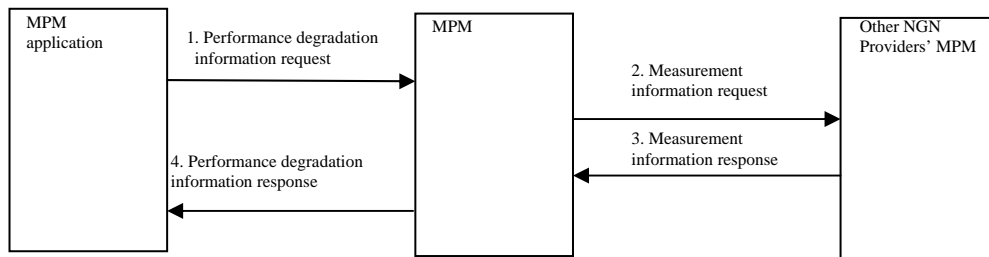 MPM
application
1. Performance degradation
information request
MPM
Other NGN
Providers' MPM
2. Measurement
information request
3. Measurement
information response
4. Performance degradation
information response